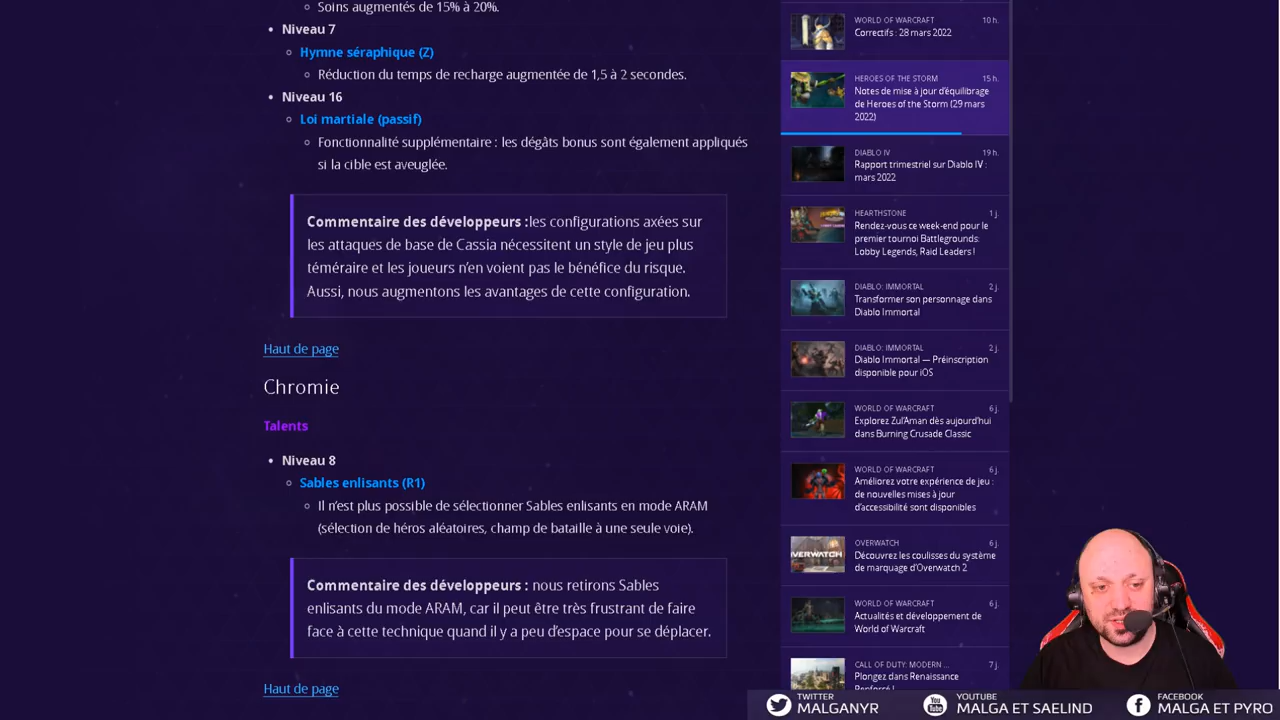 Soins augmentés de 15% à 20%.
Niveau 7
Hymne séraphique (Z)
Réduction du temps de recharge augmentée de 1,5 à 2 secondes.
Niveau 16
Loi martiale (passif)
Fonctionnalité supplémentaire : les dégâts bonus sont également appliqués
si la cible est aveuglée.
Commentaire des développeurs :les configurations axées sur
les attaques de base de Cassia nécessitent un style de jeu plus
téméraire et les joueurs n'en voient pas le bénéfice du risque.
Aussi, nous augmentons les avantages de cette configuration.
Haut de page
Chromie
Talents
Niveau 8
Sables enlisants (R1)
Il n'est plus possible de sélectionner Sables enlisants en mode ARAM
(sélection de héros aléatoires, champ de bataille à une seule voie).
Commentaire des développeurs : nous retirons Sables
enlisants du mode ARAM, car il peut être très frustrant de faire
face à cette technique quand il y a peu d'espace pour se déplacer.
Haut de page
WORLD OF WARCRAFT 10 h.
Correctifs : 28 mars 2022
HEROES OF THE STORM 15 h.
Notes de mise à jour d'équilibrage
de Heroes of the Storm (29 mars
2022)
DIABLO IV 19 h.
Rapport trimestriel sur Diablo IV :
mars 2022
HEARTHSTONE 1 j.
Rendez-vous ce week-end pour le
premier tournoi Battlegrounds:
Lobby Legends, Raid Leaders !
DIABLO: IMMORTAL 2 j.
Transformer son personnage dans
Diablo Immortal
DIABLO: IMMORTAL 2 j.
Diablo Immortal — Préinscription
disponible pour iOS
WORLD OF WARCRAFT 6 j.
Explorez Zul'Aman dès aujourd'hui
dans Burning Crusade Classic
WORLD OF WARCRAFT 6 j.
Améliorez votre expérience de jeu :
de nouvelles mises à jour
d'accessibilité sont disponibles
OVERWATCH 6 j.
Découvrez les coulisses du système
de marquage d'Overwatch 2
WORLD OF WARCRAFT 6 j.
Actualités et développement de
World of Warcraft
CALL OF DUTY: MODERN ... 7 j.
Plongez dans Renaissance
Renforcé !
TWITTER
MALGANYR
YOUTUBE
MALGA ET SAELIND
FACEBOOK
MALGA ET PYRO